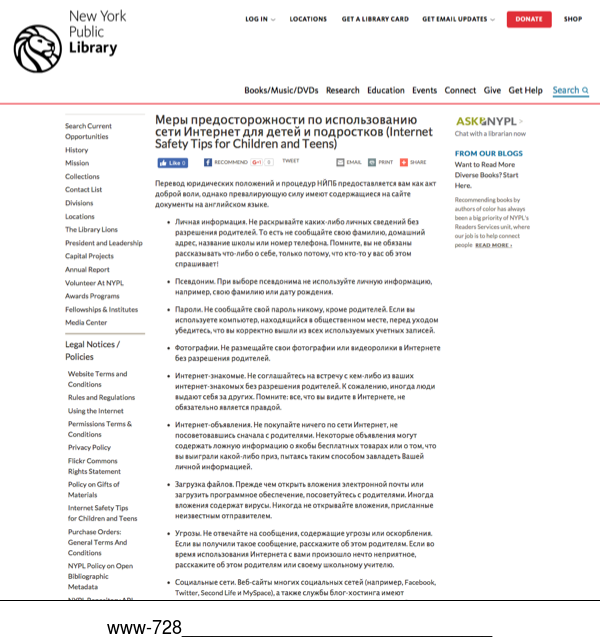 New York
Public
Library
LOG IN
LOCATIONS
GET A LIBRARY CARD
GET EMAIL UPDATES
DONATE
SHOP
Books/Music/DVDs Research Education Events Connect Give Get Help Search
Search Current
Opportunities
History
Mission
Collections
Contact List
Divisions
Locations
The Library Lions
President and Leadership
Capital Projects
Annual Report
Volunteer At NYPL
Awards Programs
Fellowships & Institutes
Media Center
Legal Notices /
Policies
Website Terms and
Conditions
Rules and Regulations
Using the Internet
Permissions Terms &
Conditions
Privacy Policy
Flickr Commons
Rights Statement
Policy on Gifts of
Materials
Internet Safety Tips
for Children and Teens
Purchase Orders:
General Terms And
Conditions
NYPL Policy on Open
Bibliographic
Metadata
NYPL Repository API
Меры предосторожности по использованию
сети Интернет для детей и подростков (Internet
Safety Tips for Children and Teens)
Like 0
RECOMMEND
G+1 0
TWEET
EMAIL
PRINT
SHARE
Перевод юридических положений и процедур НЙПБ предоставляется вам как акт
доброй воли, однако превалирующую силу имеют содержащиеся на сайте
документы на английском языке.
• Личная информация. Не раскрывайте каких-либо личных сведений без
разрешения родителей. То есть не сообщайте свою фамилию, домашний
адрес, название школы или номер телефона. Помните, вы не обязаны
рассказывать что-либо о себе, только потому, что кто-то у вас об этом
спрашивает!
• Псевдоним. При выборе псевдонима не используйте личную информацию,
например, свою фамилию или дату рождения.
• Пароли. Не сообщайте свой пароль никому, кроме родителей. Если вы
используете компьютер, находящийся в общественном месте, перед уходом
убедитесь, что вы корректно вышли из всех используемых учетных записей.
• Фотографии. Не размещайте свои фотографии или видеоролики в Интернете
без разрешения родителей.
• Интернет-знакомые. Не соглашайтесь на встречу с кем-либо из ваших
интернет-знакомых без разрешения родителей. К сожалению, иногда люди
выдают себя за других. Помните: все, что вы видите в Интернете, не
обязательно является правдой.
• Интернет-объявления. Не покупайте ничего по сети Интернет, не
посоветовавшись сначала с родителями. Некоторые объявления могут
содержать ложную информацию о якобы бесплатных товарах или о том, что
вы выиграли какой-либо приз, пытаясь таким способом завладеть Вашей
личной информацией.
• Загрузка файлов. Прежде чем открыть вложения электронной почты или
загрузить программное обеспечение, посоветуйтесь с родителями. Иногда
вложения содержат вирусы. Никогда не открывайте вложения, присланные
неизвестным отправителем.
• Угрозы. Не отвечайте на сообщения, содержащие угрозы или оскорбления.
Если вы получили такое сообщение, расскажите об этом родителям. Если во
время использования Интернета с вами произошло нечто неприятное,
расскажите об этом родителям или своему школьному учителю.
• Социальные сети. Веб-сайты многих социальных сетей (например, Facebook,
Twitter, Second Life и MySpace), а также службы блог-хостинга имеют
ASK NYPL >
Chat with a librarian now
FROM OUR BLOGS
Want to Read More
Diverse Books? Start
Here.
Recommending books by
authors of color has always
been a big priority of NYPL's
Readers Services unit, where
our job is to help connect
people READ MORE ›
www-728